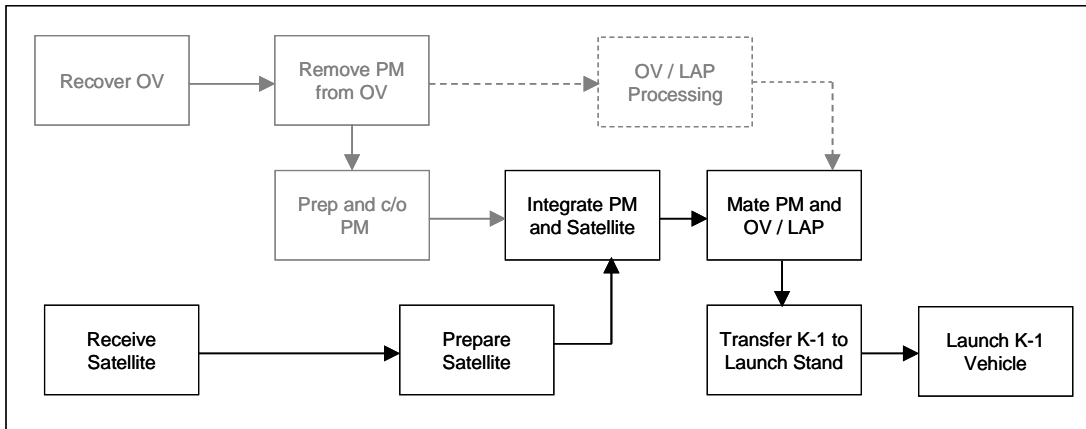 Recover OV
Remove PM
from OV
OV / LAP
Processing
Prep and c/o
PM
Integrate PM
and Satellite
Mate PM and
OV / LAP
Receive
Satellite
Prepare
Satellite
Transfer K-1 to
Launch Stand
Launch K-1
Vehicle